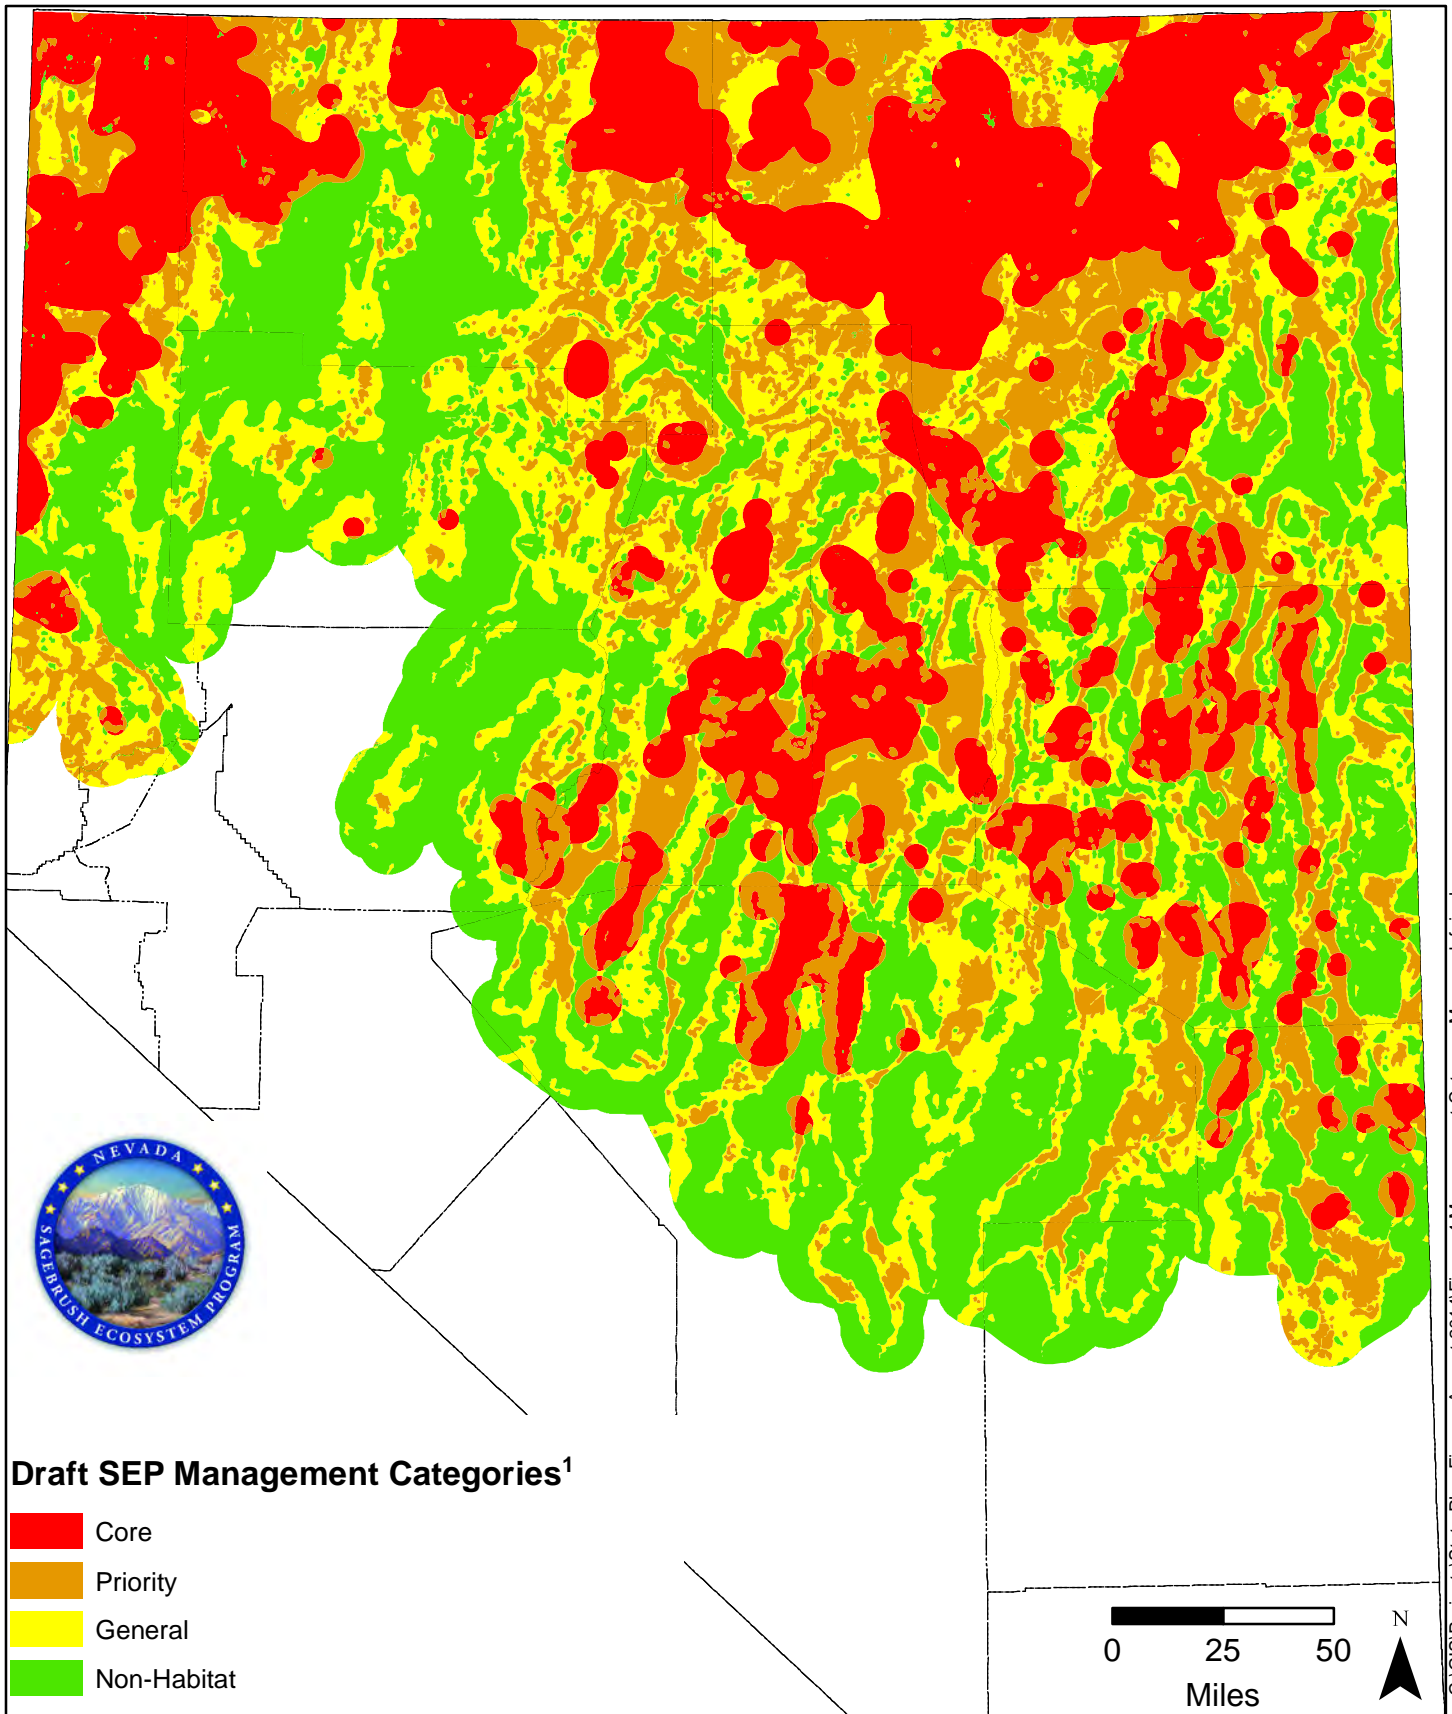 NEVADA
SAGEBRUSH ECOSYSTEM PROGRAM
Draft SEP Management Categories1
Core
Priority
General
Non-Habitat
0 25 50
Miles
N